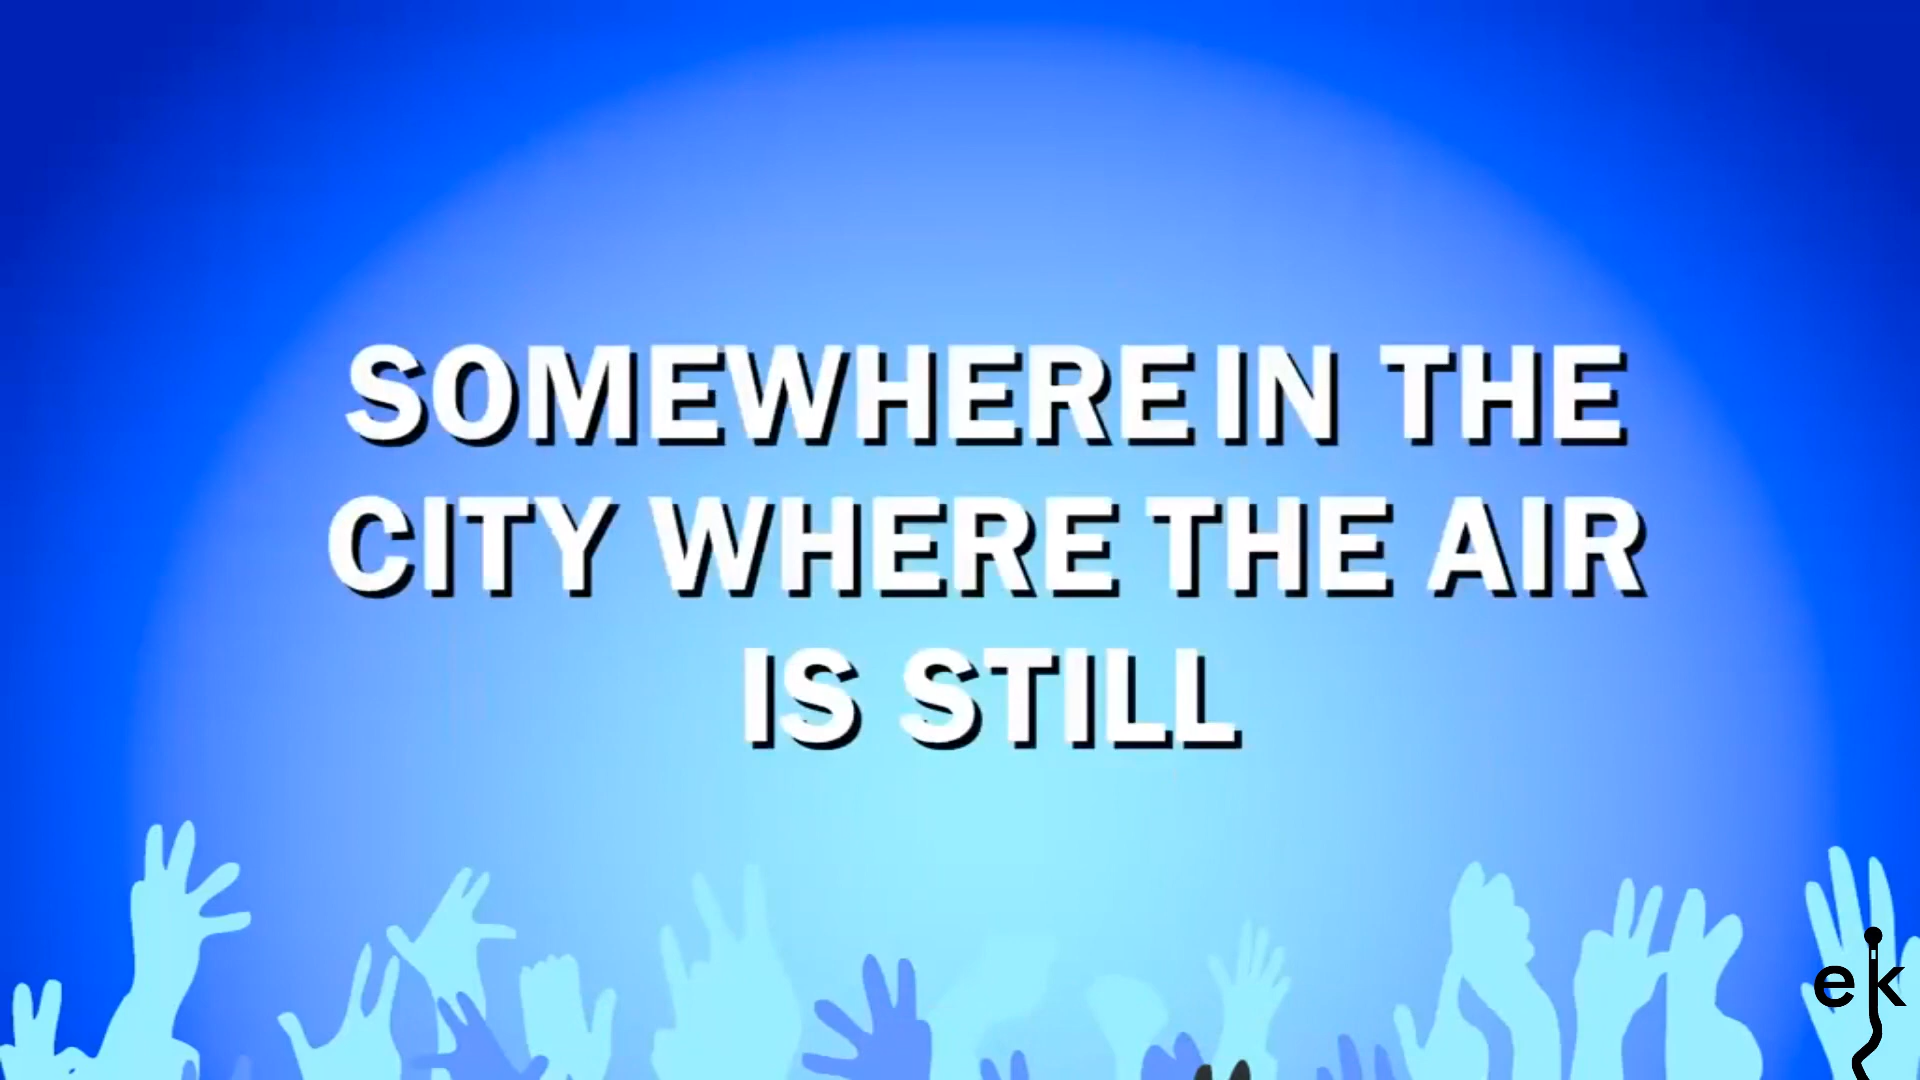 SOMEWHERE IN THE
CITY WHERE THE AIR
IS STILL
ek